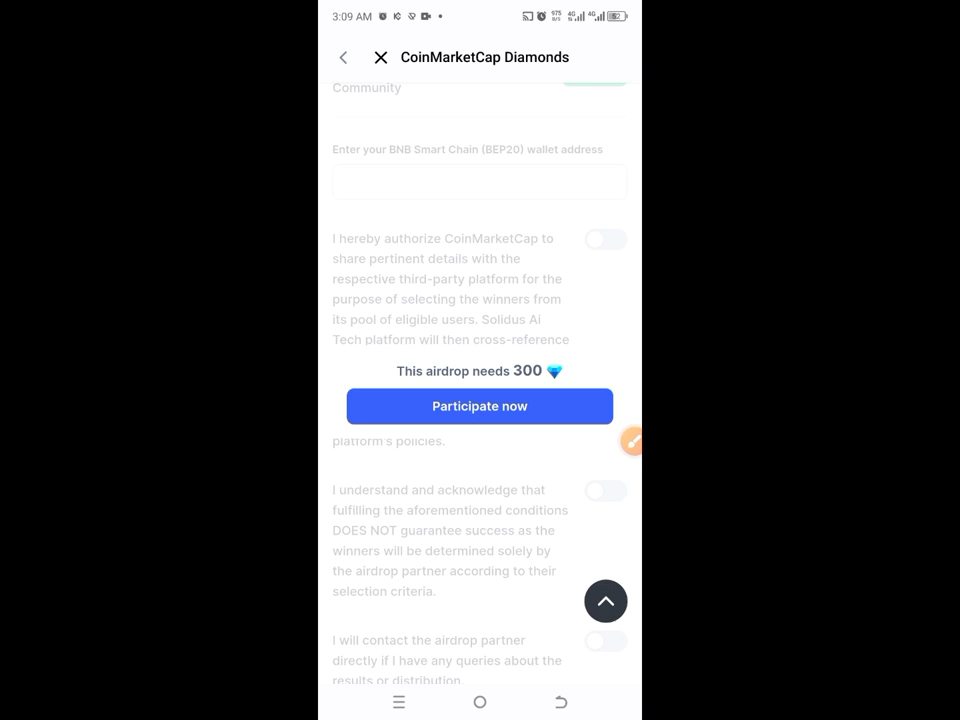 3:09 AM
975
B/S
4G
4G
52
CoinMarketCap Diamonds
Community
Enter your BNB Smart Chain (BEP20) wallet address
I hereby authorize CoinMarketCap to
share pertinent details with the
respective third-party platform for the
purpose of selecting the winners from
its pool of eligible users. Solidus Ai
Tech platform will then cross-reference
This airdrop needs 300
Participate now
platform's policies.
I understand and acknowledge that
fulfilling the aforementioned conditions
DOES NOT guarantee success as the
winners will be determined solely by
the airdrop partner according to their
selection criteria.
I will contact the airdrop partner
directly if I have any queries about the
results or distribution.